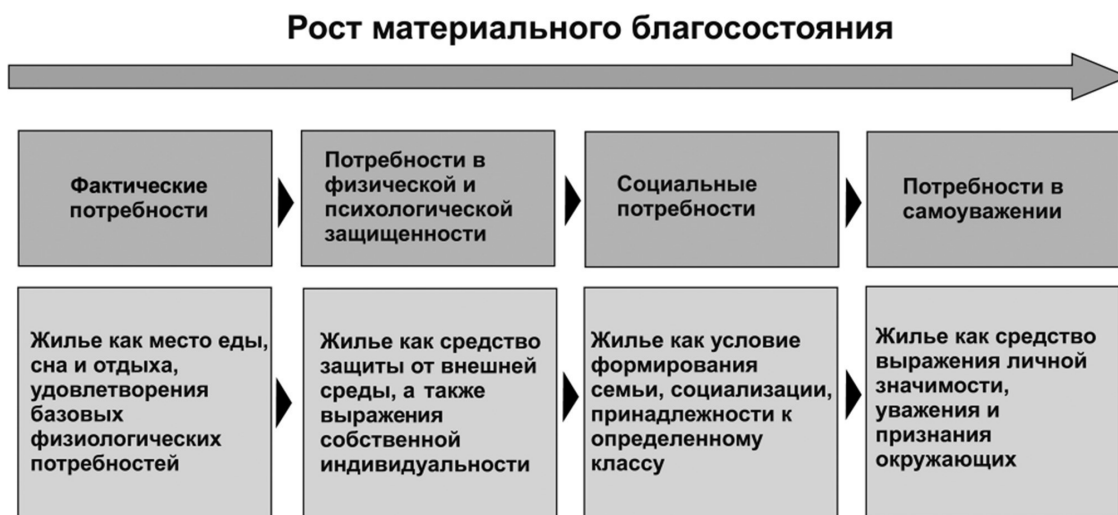 Рост материального благосостояния
Фактические
потребности
Потребности в
физической и
психологической
защищенности
Социальные
потребности
Потребности в
самоуважении
Жилье как место еды,
сна и отдыха,
удовлетворения
базовых
физиологических
потребностей
Жилье как средство
защиты от внешней
среды, а также
выражения
собственной
индивидуальности
Жилье как условие
формирования
семьи, социализации,
принадлежности к
определенному
классу
Жилье как средство
выражения личной
значимости,
уважения и
признания
окружающих